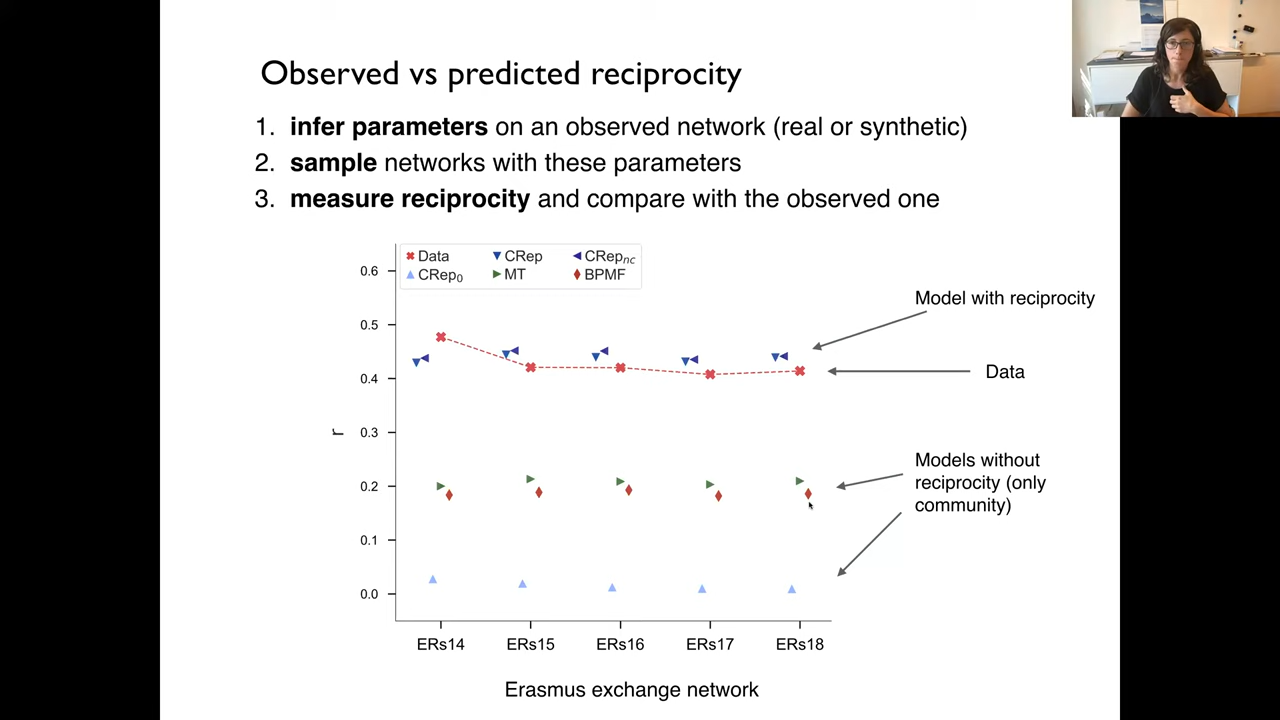 Observed vs predicted reciprocity
1. infer parameters on an observed network (real or synthetic)
2. sample networks with these parameters
3. measure reciprocity and compare with the observed one
Data CRep CRepnc
CRep0 MT BPMF
0.6
0.5
0.4
0.3
0.2
0.1
0.0
r
ERs14 ERs15 ERs16 ERs17 ERs18
Erasmus exchange network
Model with reciprocity
Data
Models without
reciprocity (only
community)